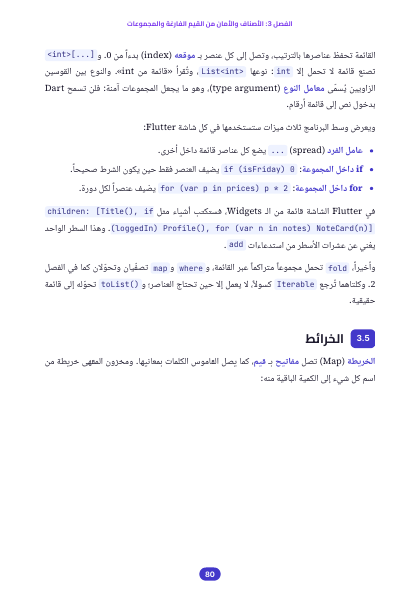 الفصل 3: الأصناف والأمان من القيم الفارغة والمجموعات
القائمة تحفظ عناصرها بالترتيب، وتصل إلى كل عنصر بـ موقعه (index) بدءاً من 0. و <int>[...]
تصنع قائمة لا تحمل إلا int : نوعها List<int> ، وتُقرأ «قائمة من int». والنوع بين القوسين
الزاويين يُسمّى معامل النوع (type argument)، وهو ما يجعل المجموعات آمنة: فلن تسمح Dart
بدخول نص إلى قائمة أرقام.
ويعرض وسط البرنامج ثلاث ميزات ستستخدمها في كل شاشة Flutter:
• عامل الفرد (spread) ... يضع كل عناصر قائمة داخل أخرى.
• if داخل المجموعة: if (isFriday) 0 يضيف العنصر فقط حين يكون الشرط صحيحاً.
• for داخل المجموعة: for (var p in prices) p * 2 يضيف عنصراً لكل دورة.
في Flutter الشاشة قائمة من الـ Widgets، فستكتب أشياء مثل children: [Title(), if
(loggedIn) Profile(), for (var n in notes) NoteCard(n)]. وهذا السطر الواحد
يغني عن عشرات الأسطر من استدعاءات add .
وأخيراً، fold تحمل مجموعاً متراكماً عبر القائمة، و where و map تصفّيان وتحوّلان كما في الفصل
2. وكلتاهما تُرجع Iterable كسولاً، لا يعمل إلا حين تحتاج العناصر؛ و toList() تحوّله إلى قائمة
حقيقية.
3.5 الخرائط
الخريطة (Map) تصل مفاتيح بـ قيم، كما يصل القاموس الكلمات بمعانيها. ومخزون المقهى خريطة من
اسم كل شيء إلى الكمية الباقية منه:
80